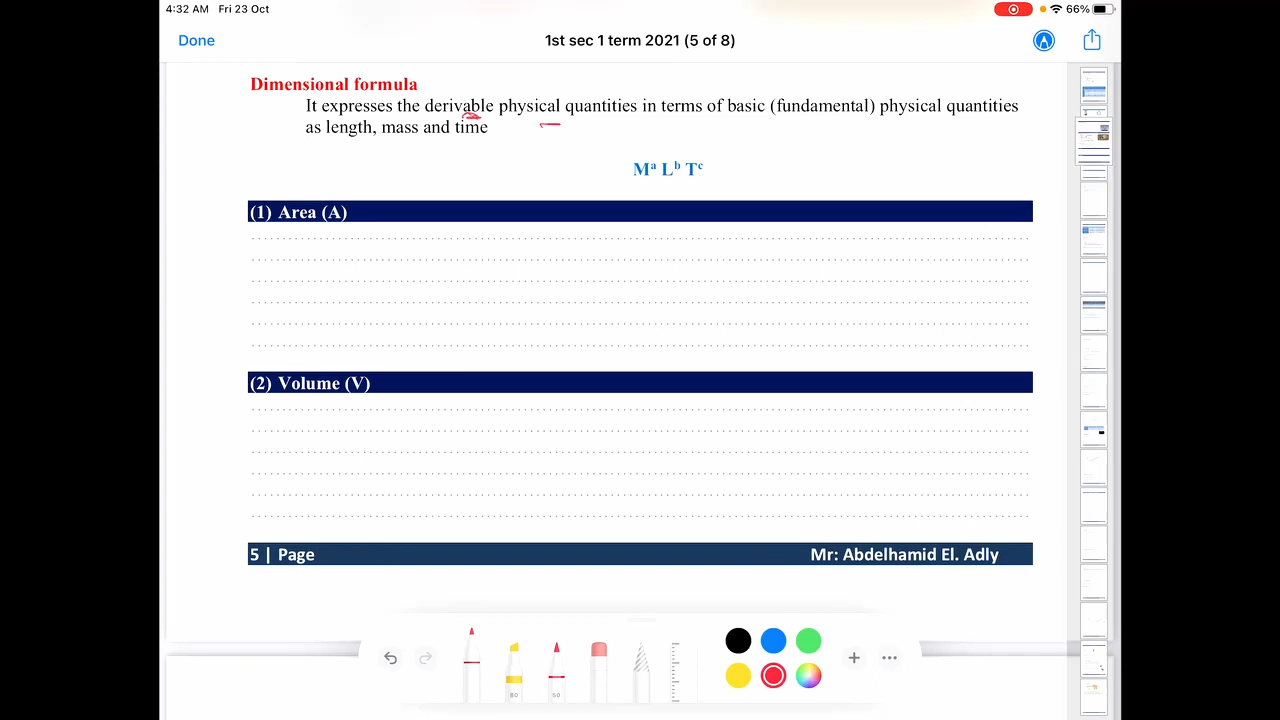 4:32 AM Fri 23 Oct 66%
Done 1st sec 1 term 2021 (5 of 8)
Dimensional formula
It expresses the derivable physical quantities in terms of basic (fundamental) physical quantities
as length, mass and time
Mᵃ Lᵇ Tᶜ
(1) Area (A)
(2) Volume (V)
5 | Page Mr: Abdelhamid El. Adly
80 50